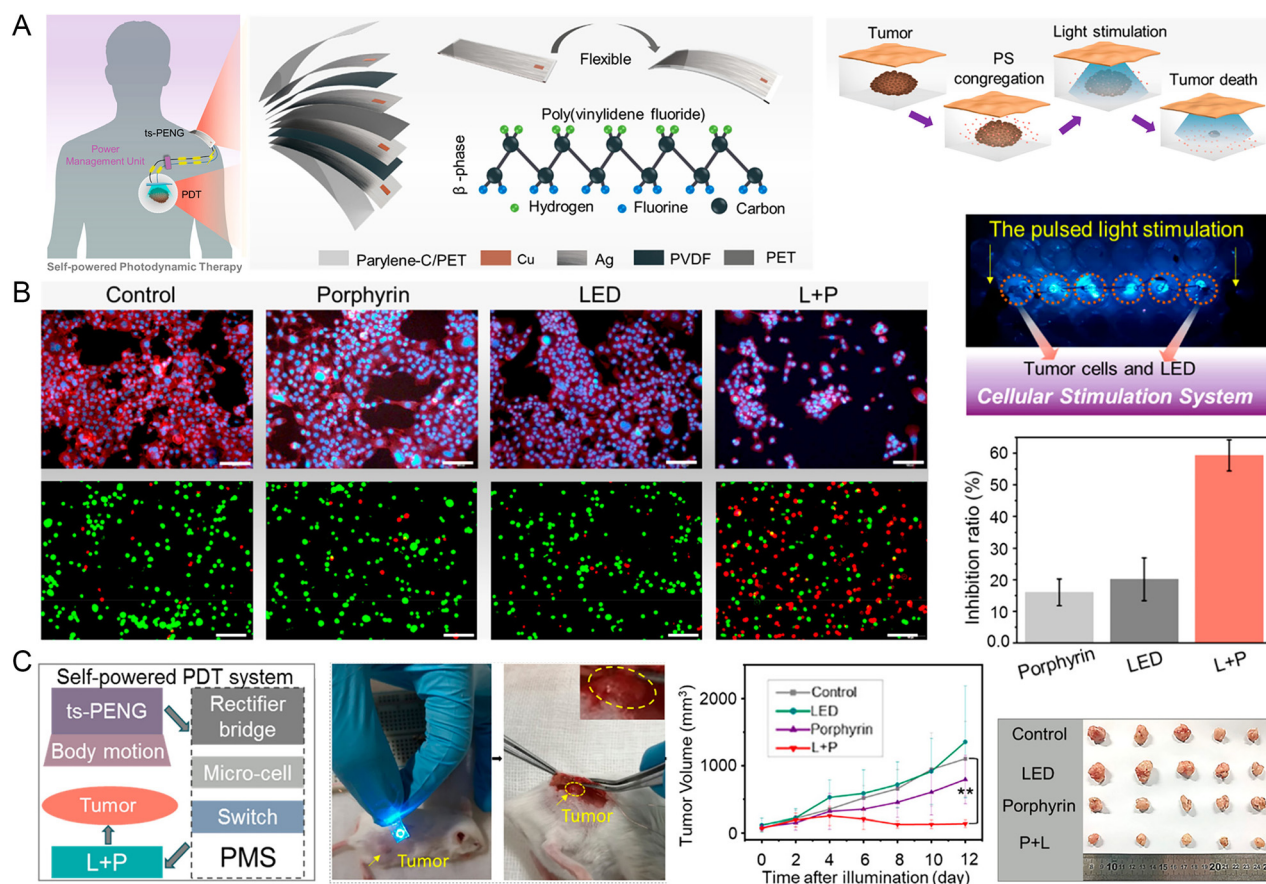 A
ts-PENG
Power
Management Unit
PDT
Self-powered Photodynamic Therapy
Flexible
Poly(vinylidene fluoride)
β -phase
Hydrogen
Fluorine
Carbon
Parylene-C/PET
Cu
Ag
PVDF
PET
Tumor
PS
congregation
Light stimulation
Tumor death
The pulsed light stimulation
Tumor cells and LED
Cellular Stimulation System
B
Control
Porphyrin
LED
L+P
Inhibition ratio (%)
60
50
40
30
20
10
0.0
Porphyrin
LED
L+P
C
Self-powered PDT system
ts-PENG
Body motion
Tumor
L+P
Rectifier
bridge
Micro-cell
Switch
PMS
Tumor
Tumor
Tumor Volume (mm³)
2000
1000
0
Control
LED
Porphyrin
L+P
**
0 2 4 6 8 10 12
Time after illumination (day)
Control
LED
Porphyrin
P+L